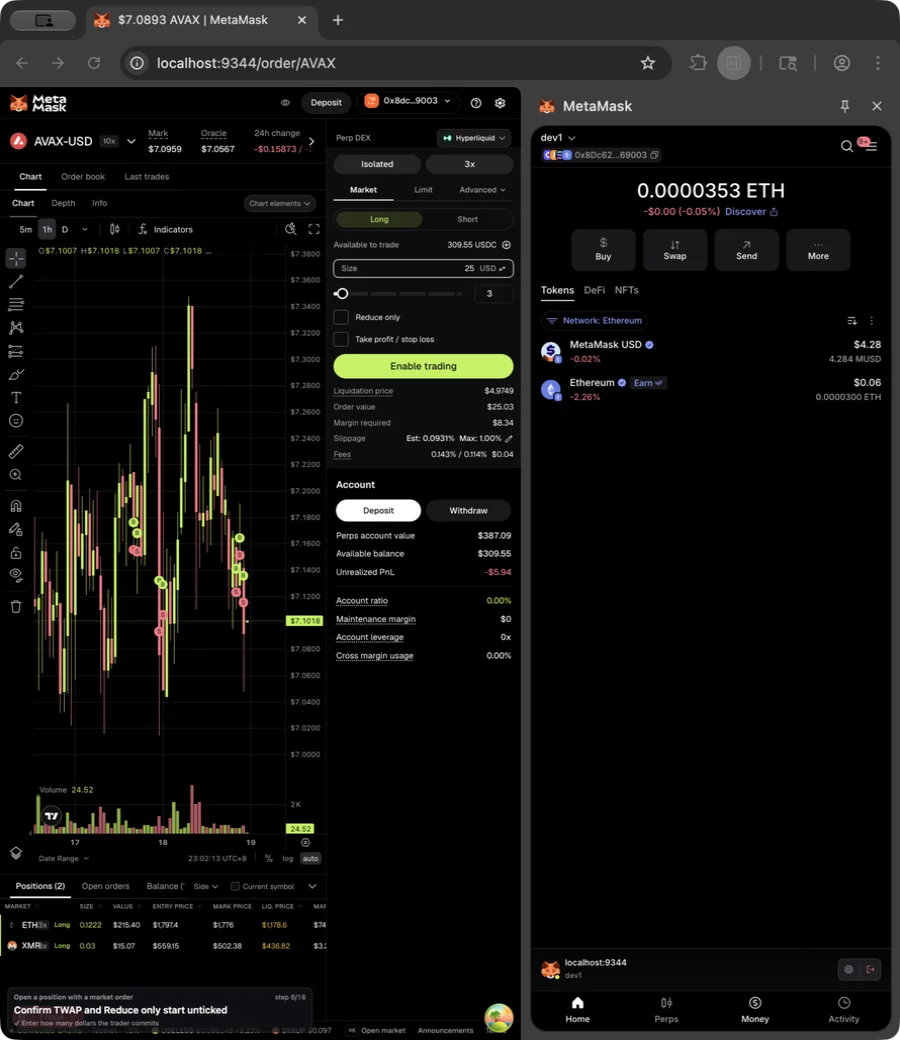 $7.0893 AVAX | MetaMask
localhost:9344/order/AVAX
Meta
Mask
Deposit
0x8dc...9003
AVAX-USD
10x
Mark
$7.0959
Oracle
$7.0567
24h change
-$0.15873 /
Chart
Order book
Last trades
Chart
Depth
Info
Chart elements
5m
1h
D
Indicators
O$7.1007 H$7.1018 L$7.1007 C$7.1018 ...
$7.3800
$7.3600
$7.3400
$7.3200
$7.3000
$7.2800
$7.2600
$7.2400
$7.2200
$7.2000
$7.1800
$7.1600
$7.1400
$7.1200
$7.1018
$7.0800
$7.0600
$7.0400
$7.0200
$7.0000
Volume 24.52
2K
24.52
17
18
19
Date Range
23:02:13 UTC+8
%
log
auto
Perp DEX
Hyperliquid
Isolated
3x
Market
Limit
Advanced
Long
Short
Available to trade
309.55 USDC
Size
25 USD
3
Reduce only
Take profit / stop loss
Enable trading
Liquidation price
$4.9749
Order value
$25.03
Margin required
$8.34
Slippage
Est: 0.0931% Max: 1.00%
Fees
0.143% / 0.114% $0.04
Account
Deposit
Withdraw
Perps account value
$387.09
Available balance
$309.55
Unrealized PnL
-$5.94
Account ratio
0.00%
Maintenance margin
$0
Account leverage
0x
Cross margin usage
0.00%
Positions (2)
Open orders
Balance
Side
Current symbol
MARKET
SIZE
VALUE
ENTRY PRICE
MARK PRICE
LIQ. PRICE
ETH
3x
Long
0.1222
$215.40
$1,797.4
$1,776
$1,178.6
$74
XMR
Long
0.03
$15.07
$559.15
$502.38
$436.82
$3.2
Open a position with a market order
step 6/18
Confirm TWAP and Reduce only start unticked
✓ Enter how many dollars the trader commits
Open market
Announcements
MetaMask
dev1
0x8Dc62...69003
0.0000353 ETH
-$0.00 (-0.05%) Discover
Buy
Swap
Send
More
Tokens
DeFi
NFTs
Network: Ethereum
MetaMask USD
$4.28
-0.02%
4.284 MUSD
Ethereum
Earn
$0.06
-2.26%
0.0000300 ETH
localhost:9344
dev1
Home
Perps
Money
Activity